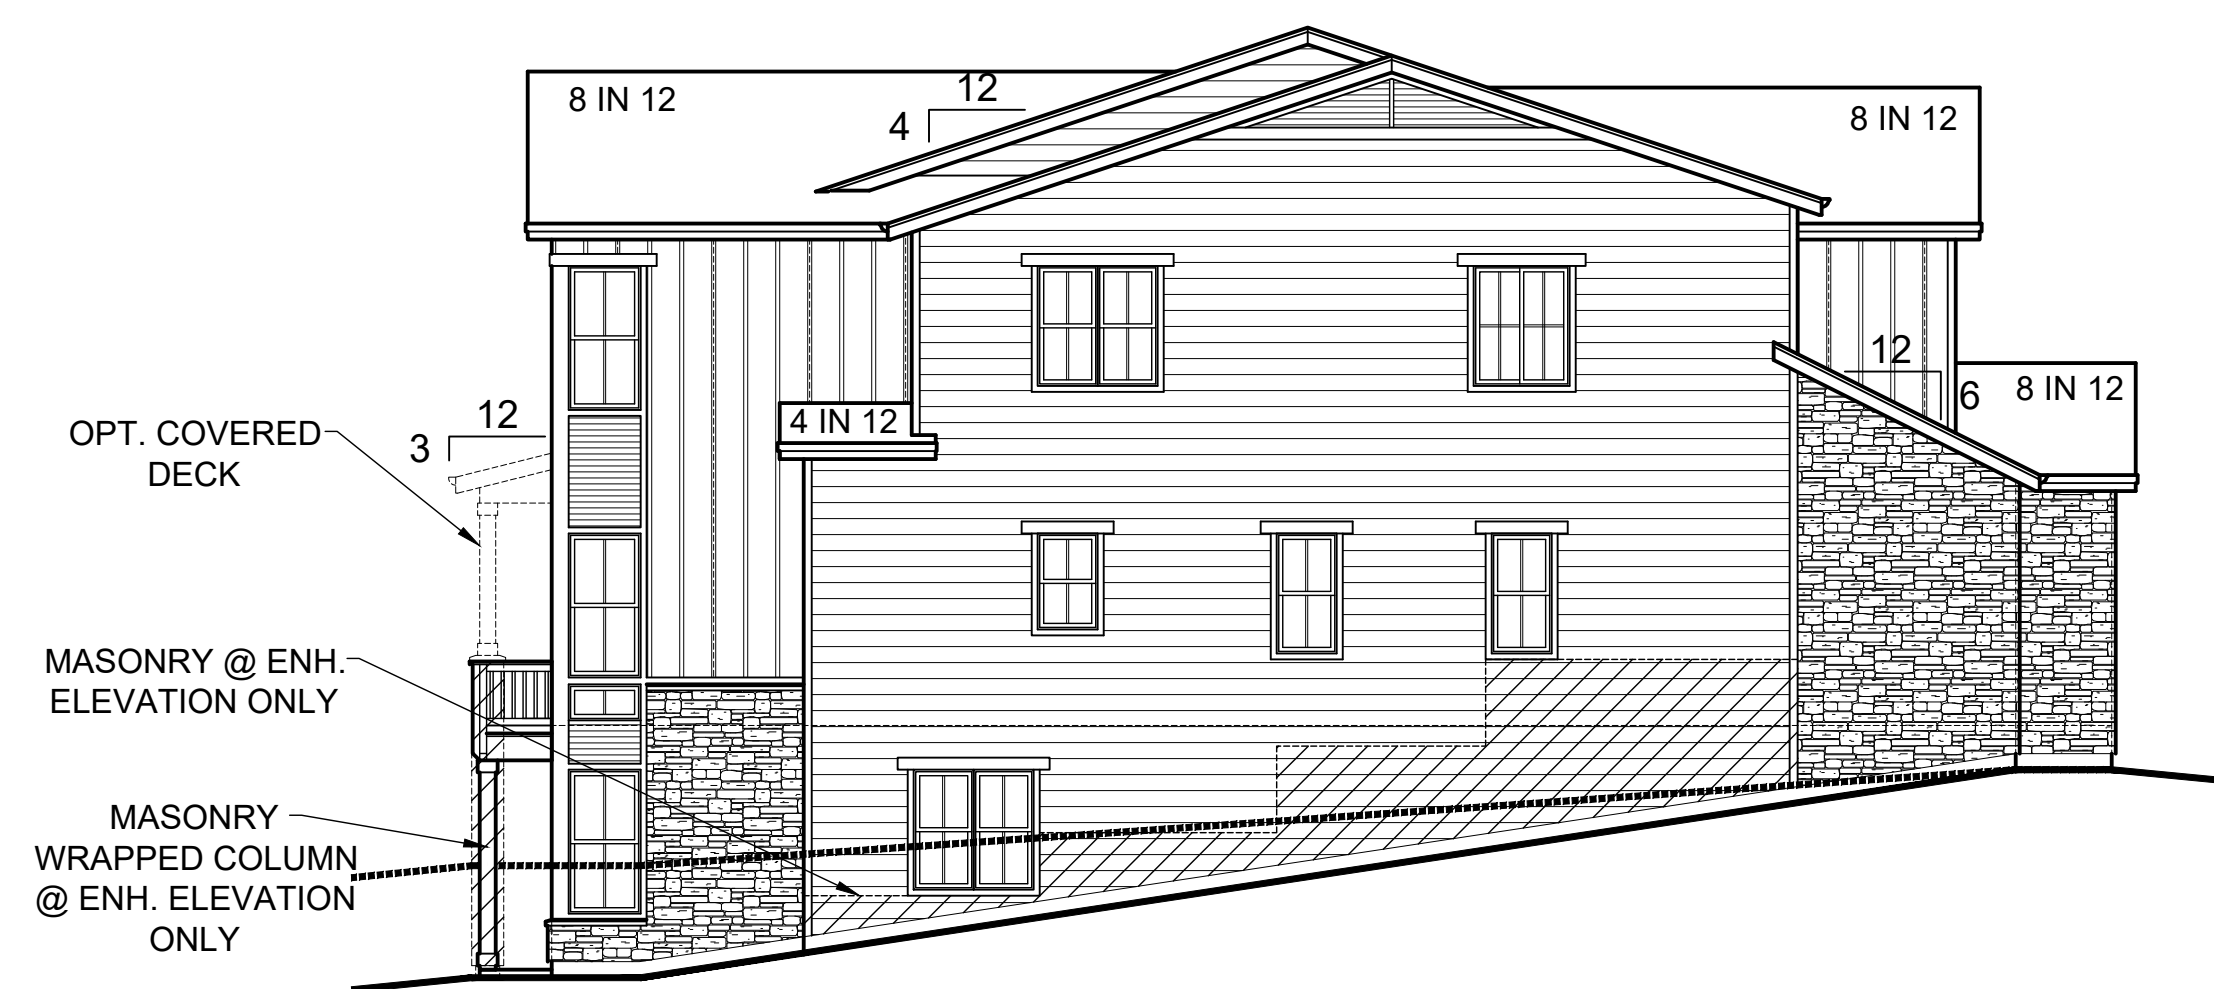 8 IN 12
12
4
8 IN 12
12
6
8 IN 12
12
3
4 IN 12
OPT. COVERED
DECK
MASONRY @ ENH.
ELEVATION ONLY
MASONRY
WRAPPED COLUMN
@ ENH. ELEVATION
ONLY